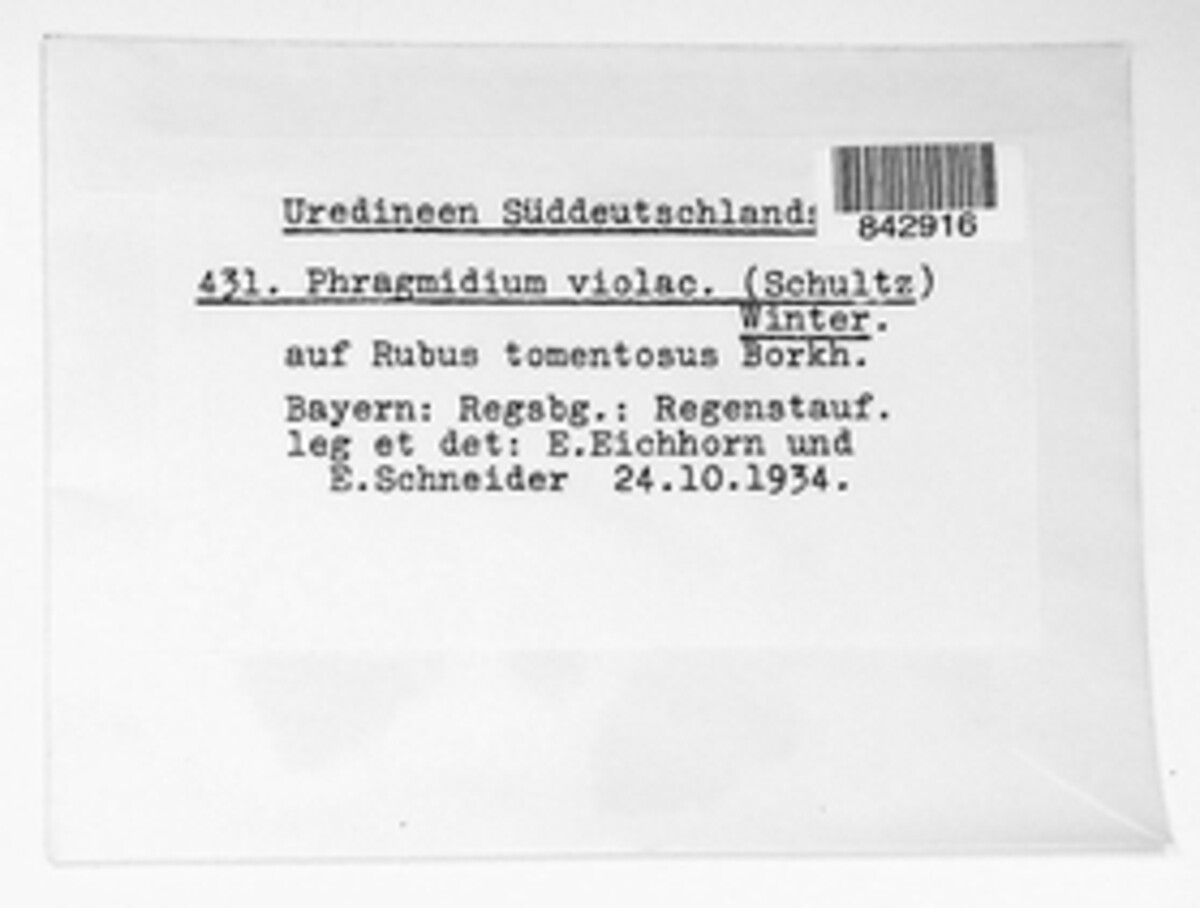 Uredineen Süddeutschlands
842916
431. Phragmidium violac. (Schultz)
Winter.
auf Rubus tomentosus Borkh.
Bayern: Regsbg.: Regenstauf.
leg et det: E.Eichhorn und
E.Schneider 24.10.1934.